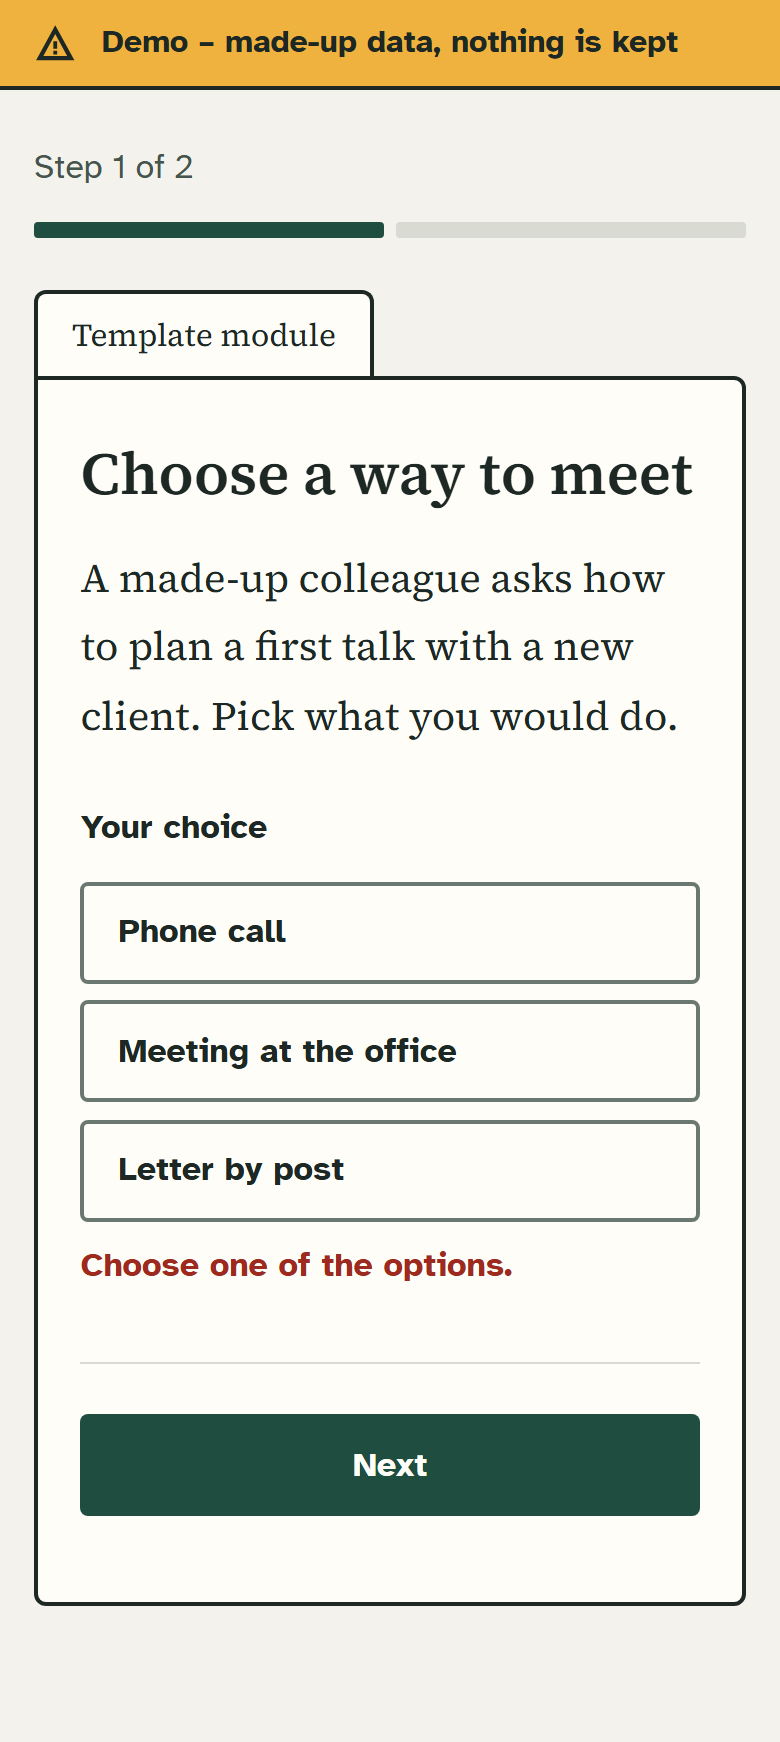 Demo – made-up data, nothing is kept
Step 1 of 2
Template module
Choose a way to meet
A made-up colleague asks how
to plan a first talk with a new
client. Pick what you would do.
Your choice
Phone call
Meeting at the office
Letter by post
Choose one of the options.
Next